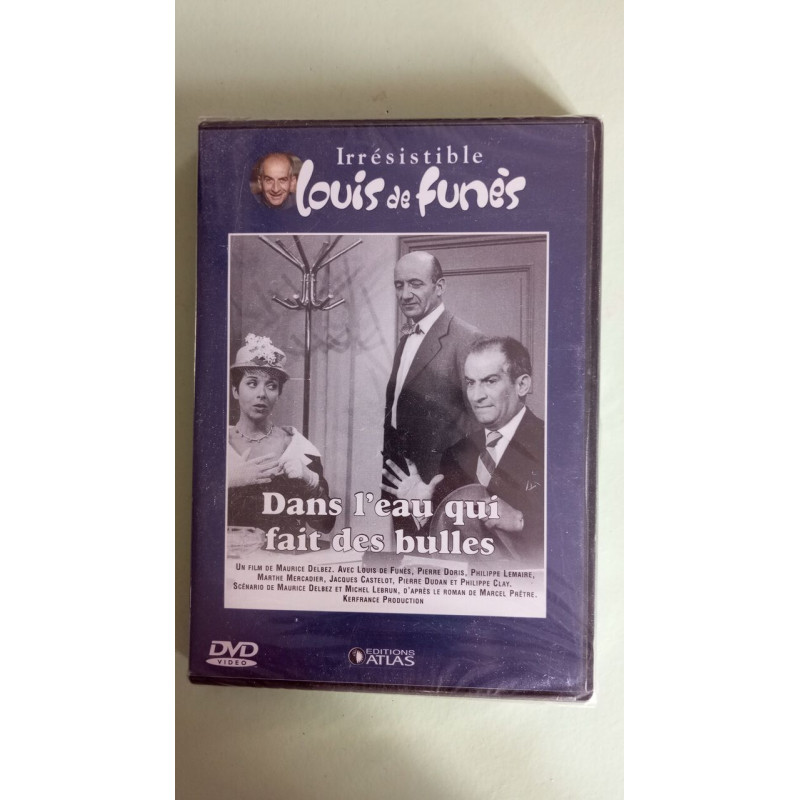 Irrésistible
Louis de Funès
Dans l'eau qui
fait des bulles
Un film de Maurice Delbez. Avec Louis de Funès, Pierre Doris, Philippe Lemaire,
Marthe Mercadier, Jacques Castelot, Pierre Dudan et Philippe Clay.
Scénario de Maurice Delbez et Michel Lebrun, d'après le roman de Marcel Prêtre.
Kerfrance Production
DVD
VIDEO
EDITIONS
ATLAS